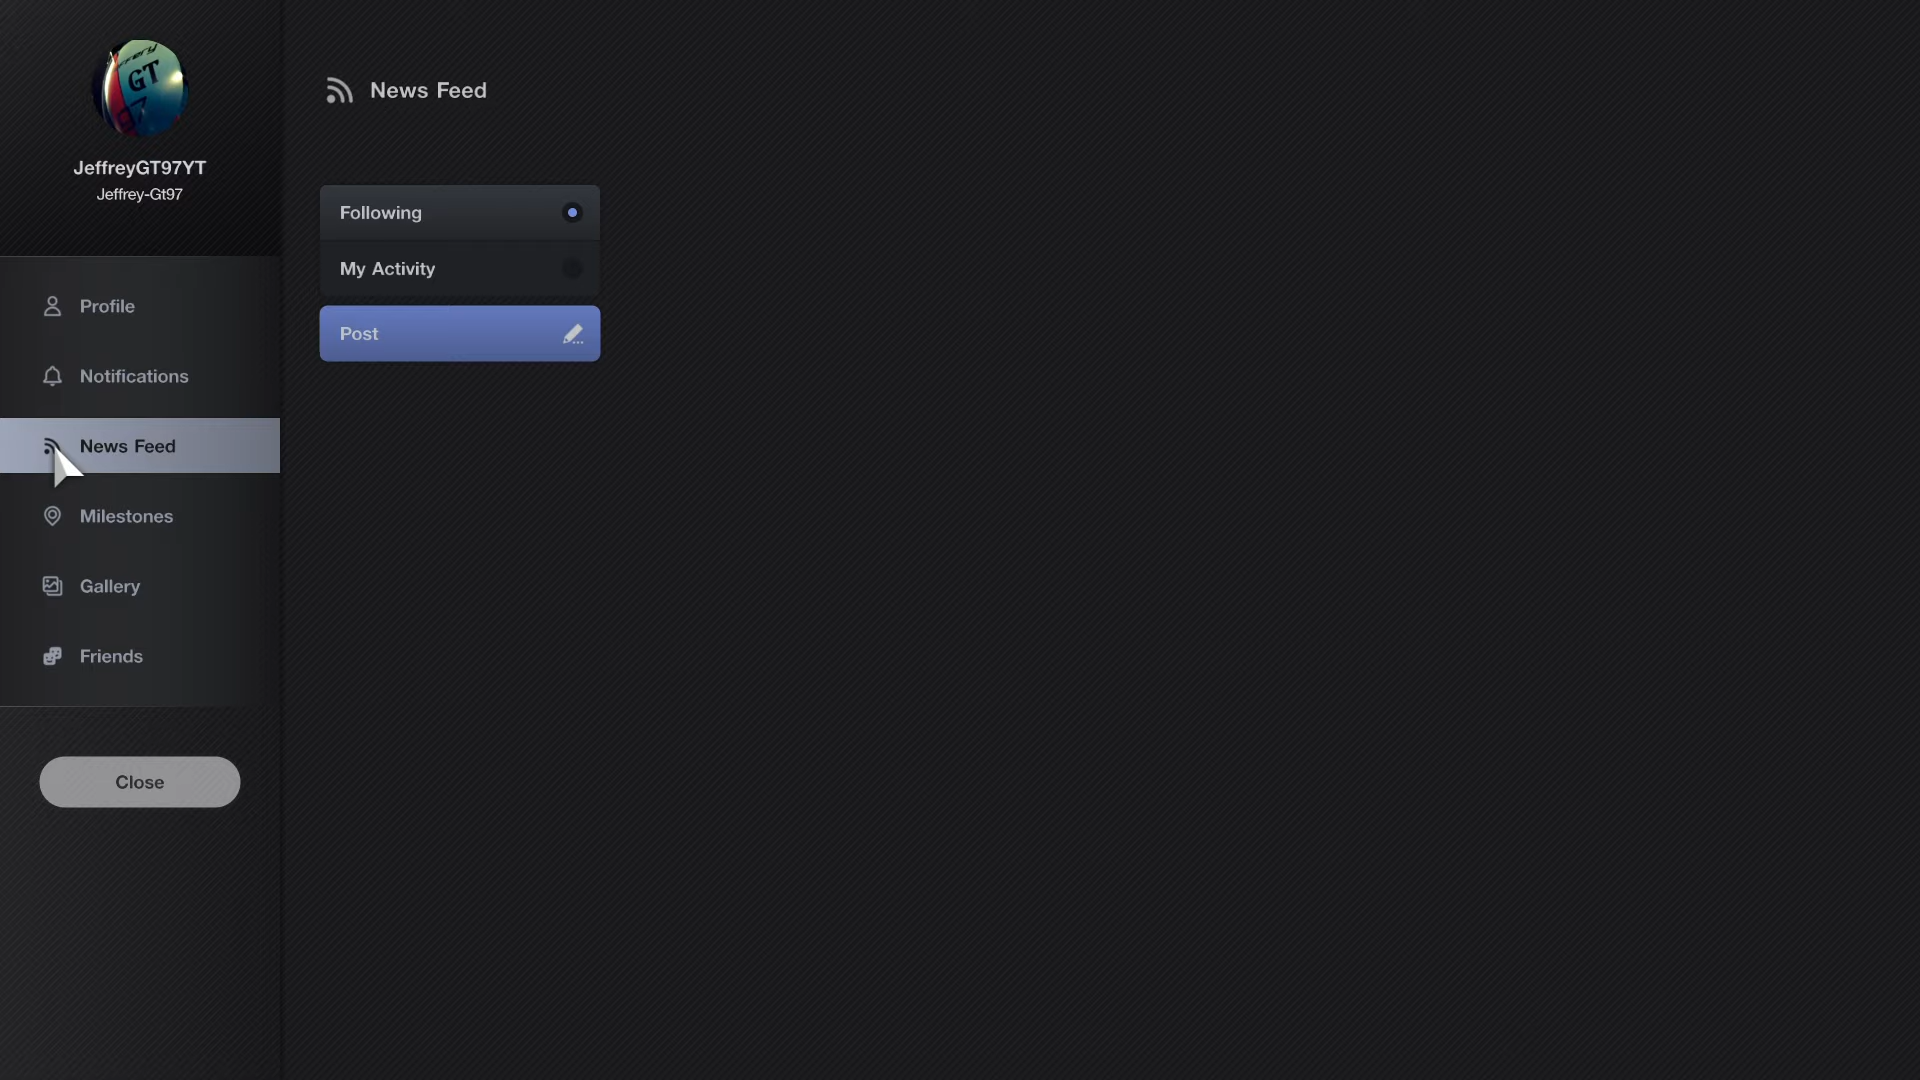 GT
JeffreyGT97YT
Jeffrey-Gt97
Profile
Notifications
News Feed
Milestones
Gallery
Friends
Close
News Feed
Following
My Activity
Post